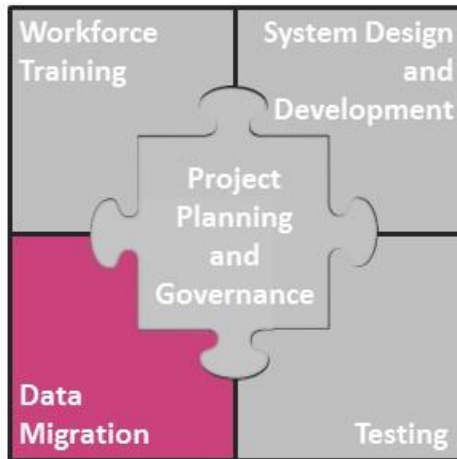 Workforce
Training
System Design
and
Development
Project
Planning
and
Governance
Data
Migration
Testing